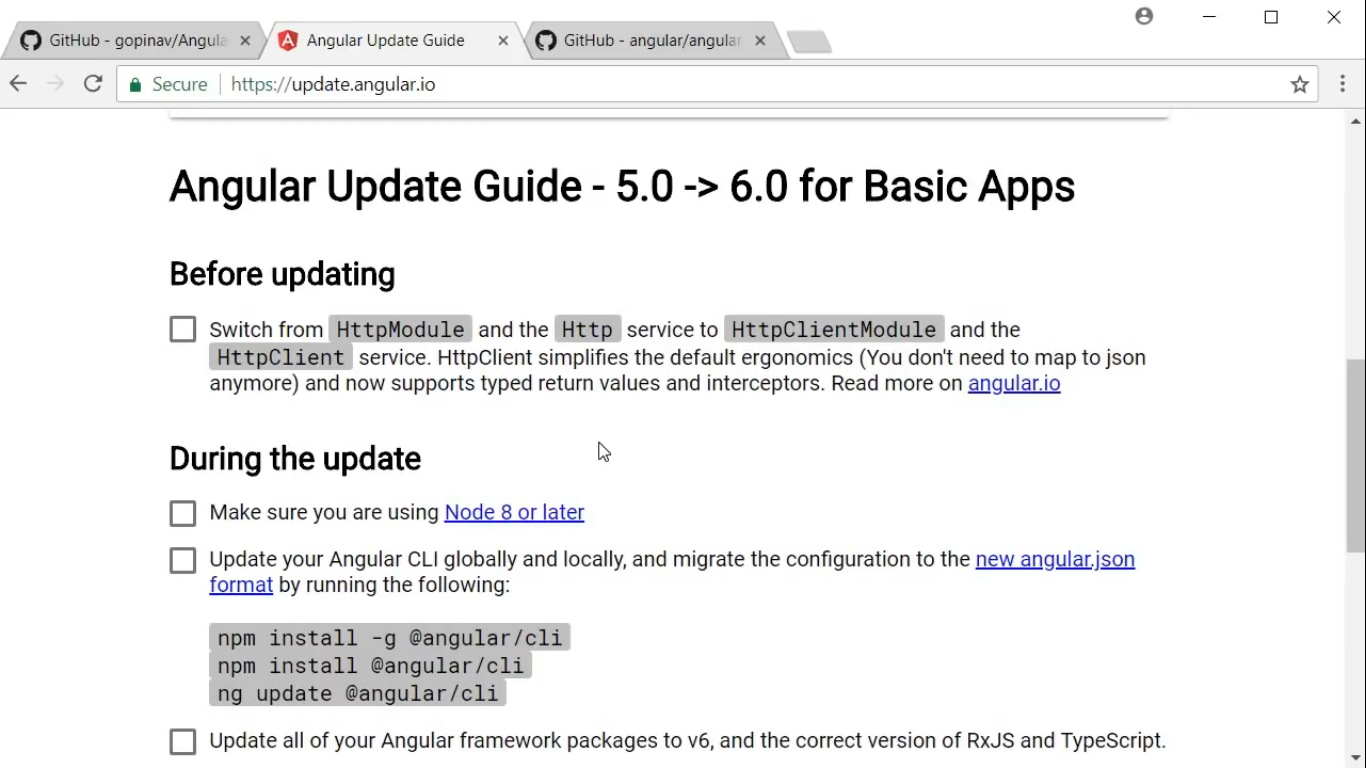 GitHub - gopinav/Angula
Angular Update Guide
GitHub - angular/angular
Secure
https://update.angular.io
Angular Update Guide - 5.0 -> 6.0 for Basic Apps
Before updating
Switch from HttpModule and the Http service to HttpClientModule and the
HttpClient service. HttpClient simplifies the default ergonomics (You don't need to map to json
anymore) and now supports typed return values and interceptors. Read more on angular.io
During the update
Make sure you are using Node 8 or later
Update your Angular CLI globally and locally, and migrate the configuration to the new angular.json
format by running the following:
npm install -g @angular/cli
npm install @angular/cli
ng update @angular/cli
Update all of your Angular framework packages to v6, and the correct version of RxJS and TypeScript.